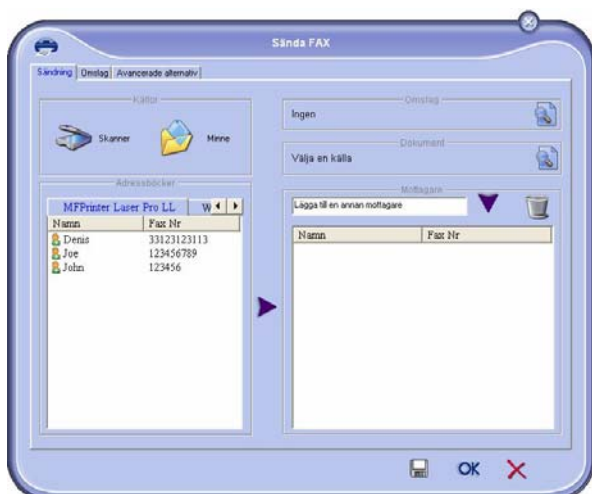 Sända FAX
Sändning Omslag Avancerade alternativ
Källor
Skanner
Minne
Adressböcker
MFPrinter Laser Pro LL W
Namn Fax Nr
Denis 33123123113
Joe 123456789
John 123456
Omslag
Ingen
Dokument
Välja en källa
Mottagare
Lägga till en annan mottagare
Namn Fax Nr
OK